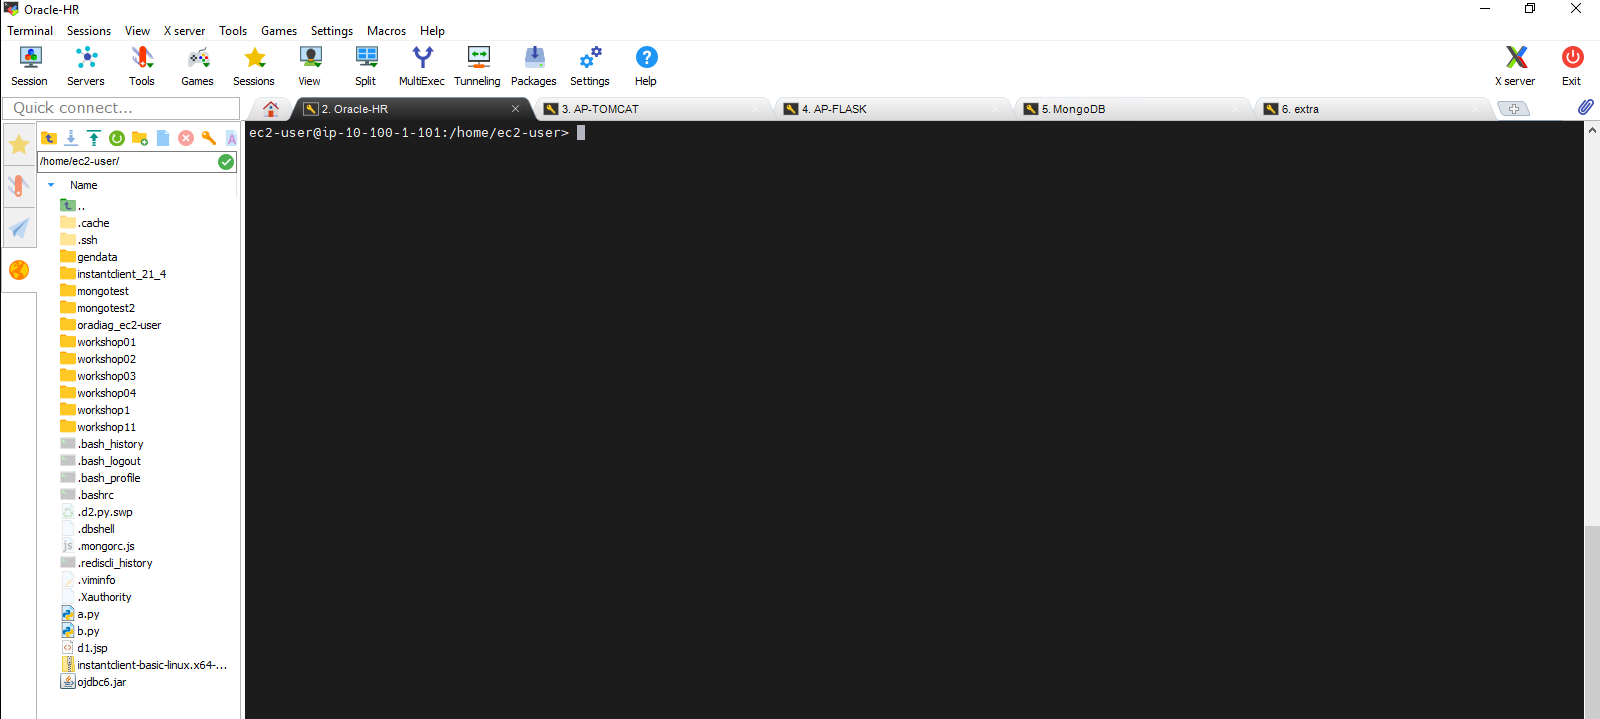 Oracle-HR
Terminal Sessions View X server Tools Games Settings Macros Help
Session Servers Tools Games Sessions View Split MultiExec Tunneling Packages Settings Help X server Exit
Quick connect...
2. Oracle-HR
3. AP-TOMCAT
4. AP-FLASK
5. MongoDB
6. extra
/home/ec2-user/
Name
..
.cache
.ssh
gendata
instantclient_21_4
mongotest
mongotest2
oradiag_ec2-user
workshop01
workshop02
workshop03
workshop04
workshop1
workshop11
.bash_history
.bash_logout
.bash_profile
.bashrc
.d2.py.swp
.dbshell
.mongorc.js
.rediscli_history
.viminfo
.Xauthority
a.py
b.py
d1.jsp
instantclient-basic-linux.x64-...
ojdbc6.jar
ec2-user@ip-10-100-1-101:/home/ec2-user>